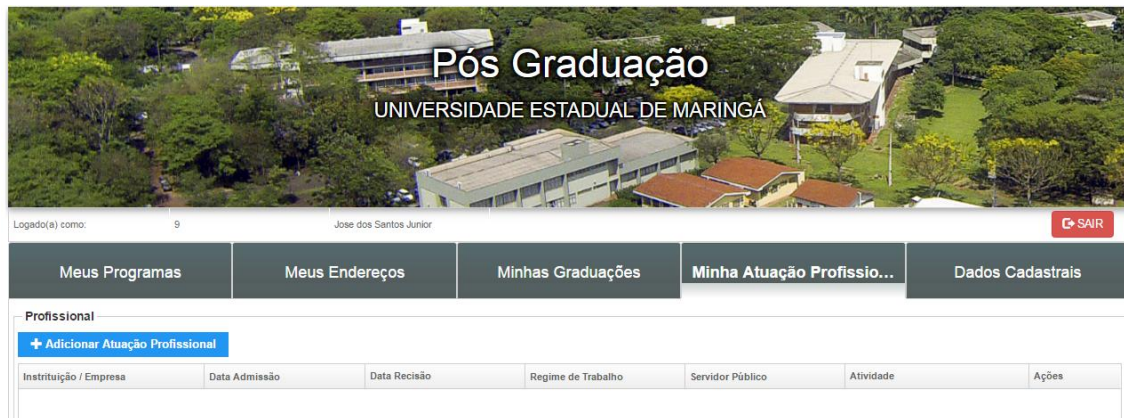 Pós Graduação
UNIVERSIDADE ESTADUAL DE MARINGÁ
Logado(a) como: 9 Jose dos Santos Junior SAIR
Meus Programas Meus Endereços Minhas Graduações Minha Atuação Profissio... Dados Cadastrais
Profissional
+ Adicionar Atuação Profissional
Instrituição / Empresa Data Admissão Data Recisão Regime de Trabalho Servidor Público Atividade Ações